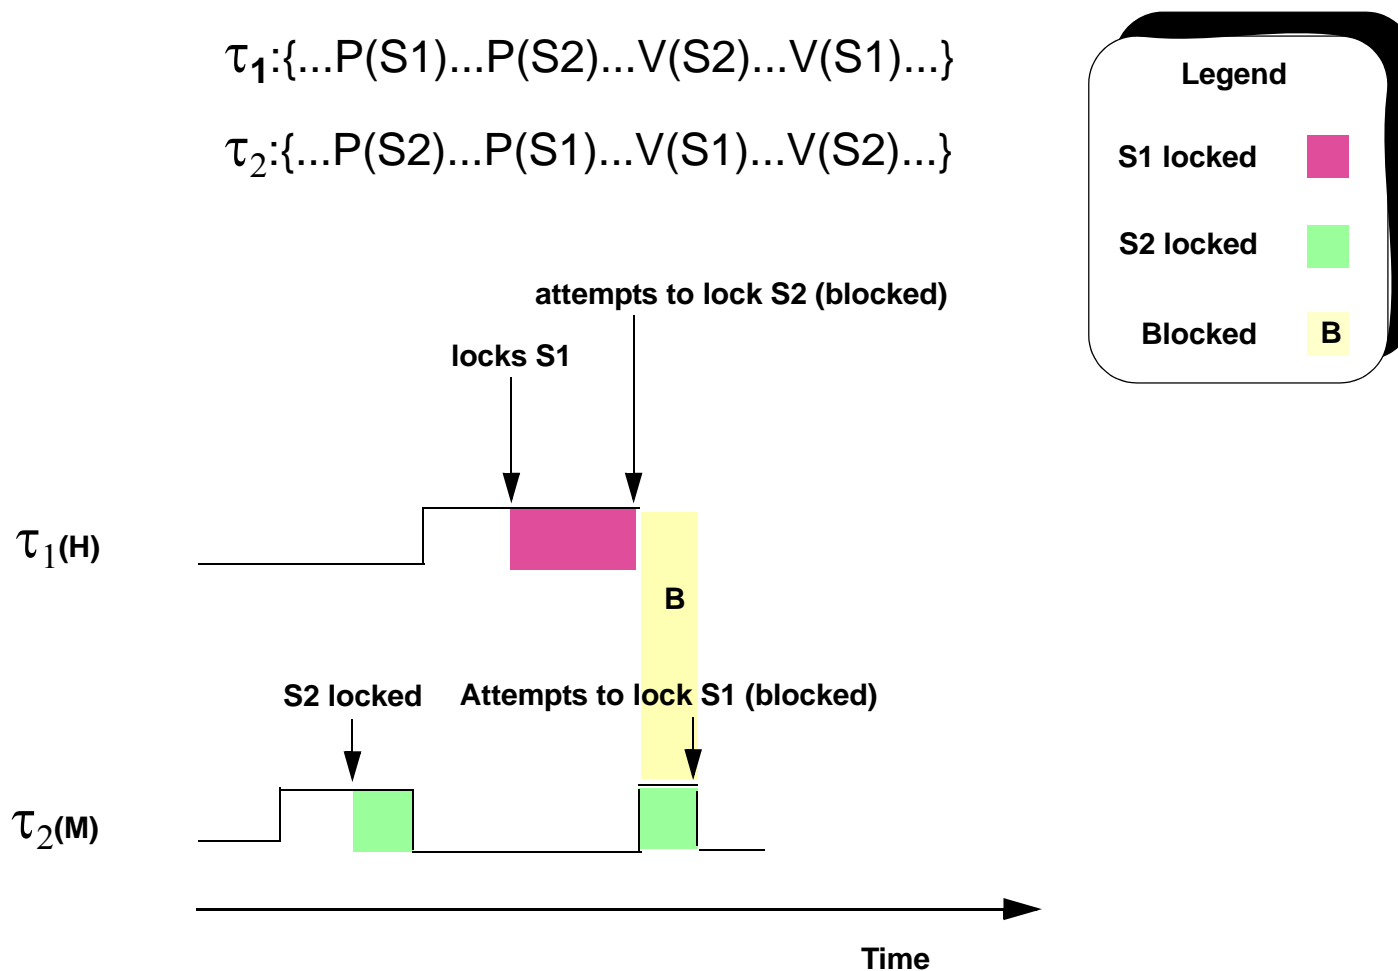 τ1:{...P(S1)...P(S2)...V(S2)...V(S1)...}
τ2:{...P(S2)...P(S1)...V(S1)...V(S2)...}
Legend
S1 locked
S2 locked
Blocked B
attempts to lock S2 (blocked)
locks S1
τ1(H)
B
S2 locked
Attempts to lock S1 (blocked)
τ2(M)
Time